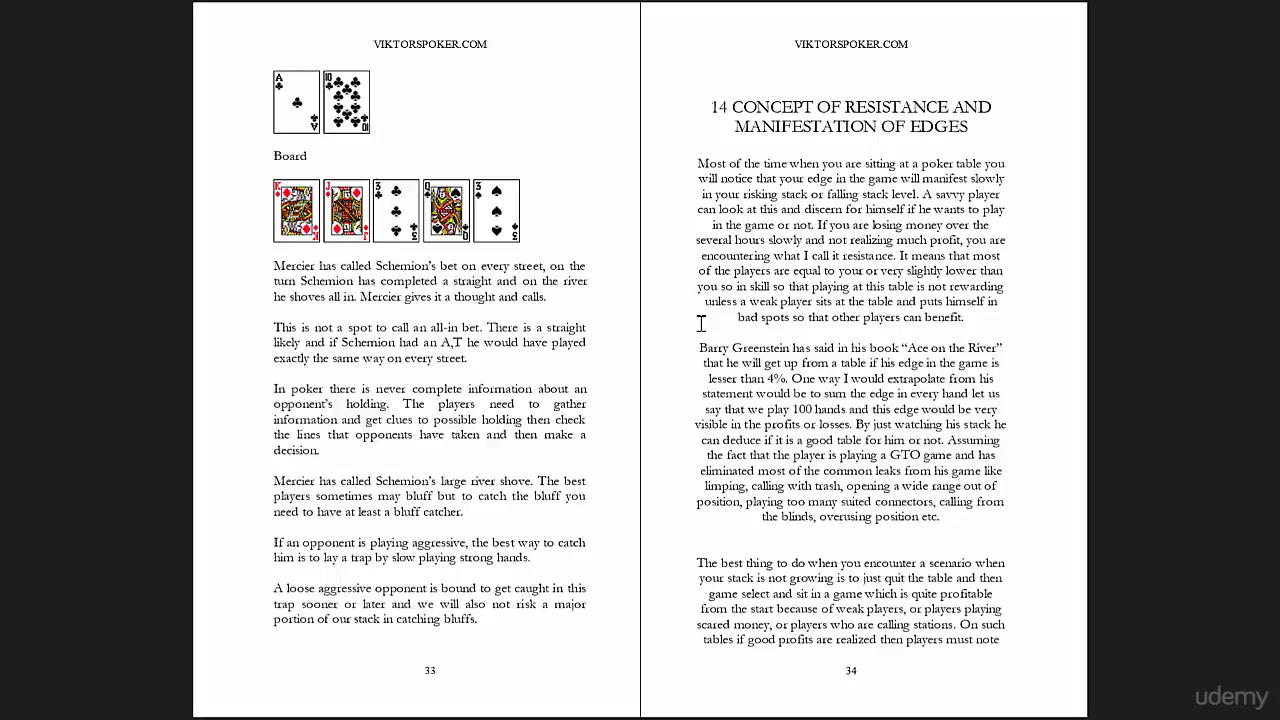 VIKTORSPOKER.COM
A
10
A
10
Board
K
J
3
Q
3
K
J
3
Q
3
Mercier has called Schemion's bet on every street, on the
turn Schemion has completed a straight and on the river
he shoves all in. Mercier gives it a thought and calls.
This is not a spot to call an all-in bet. There is a straight
likely and if Schemion had an A,T he would have played
exactly the same way on every street.
In poker there is never complete information about an
opponent's holding. The players need to gather
information and get clues to possible holding then check
the lines that opponents have taken and then make a
decision.
Mercier has called Schemion's large river shove. The best
players sometimes may bluff but to catch the bluff you
need to have at least a bluff catcher.
If an opponent is playing aggressive, the best way to catch
him is to lay a trap by slow playing strong hands.
A loose aggressive opponent is bound to get caught in this
trap sooner or later and we will also not risk a major
portion of our stack in catching bluffs.
33
VIKTORSPOKER.COM
14 CONCEPT OF RESISTANCE AND
MANIFESTATION OF EDGES
Most of the time when you are sitting at a poker table you
will notice that your edge in the game will manifest slowly
in your risking stack or falling stack level. A savvy player
can look at this and discern for himself if he wants to play
in the game or not. If you are losing money over the
several hours slowly and not realizing much profit, you are
encountering what I call it resistance. It means that most
of the players are equal to your or very slightly lower than
you so in skill so that playing at this table is not rewarding
unless a weak player sits at the table and puts himself in
bad spots so that other players can benefit.
Barry Greenstein has said in his book “Ace on the River”
that he will get up from a table if his edge in the game is
lesser than 4%. One way I would extrapolate from his
statement would be to sum the edge in every hand let us
say that we play 100 hands and this edge would be very
visible in the profits or losses. By just watching his stack he
can deduce if it is a good table for him or not. Assuming
the fact that the player is playing a GTO game and has
eliminated most of the common leaks from his game like
limping, calling with trash, opening a wide range out of
position, playing too many suited connectors, calling from
the blinds, overusing position etc.
The best thing to do when you encounter a scenario when
your stack is not growing is to just quit the table and then
game select and sit in a game which is quite profitable
from the start because of weak players, or players playing
scared money, or players who are calling stations. On such
tables if good profits are realized then players must note
34
udemy